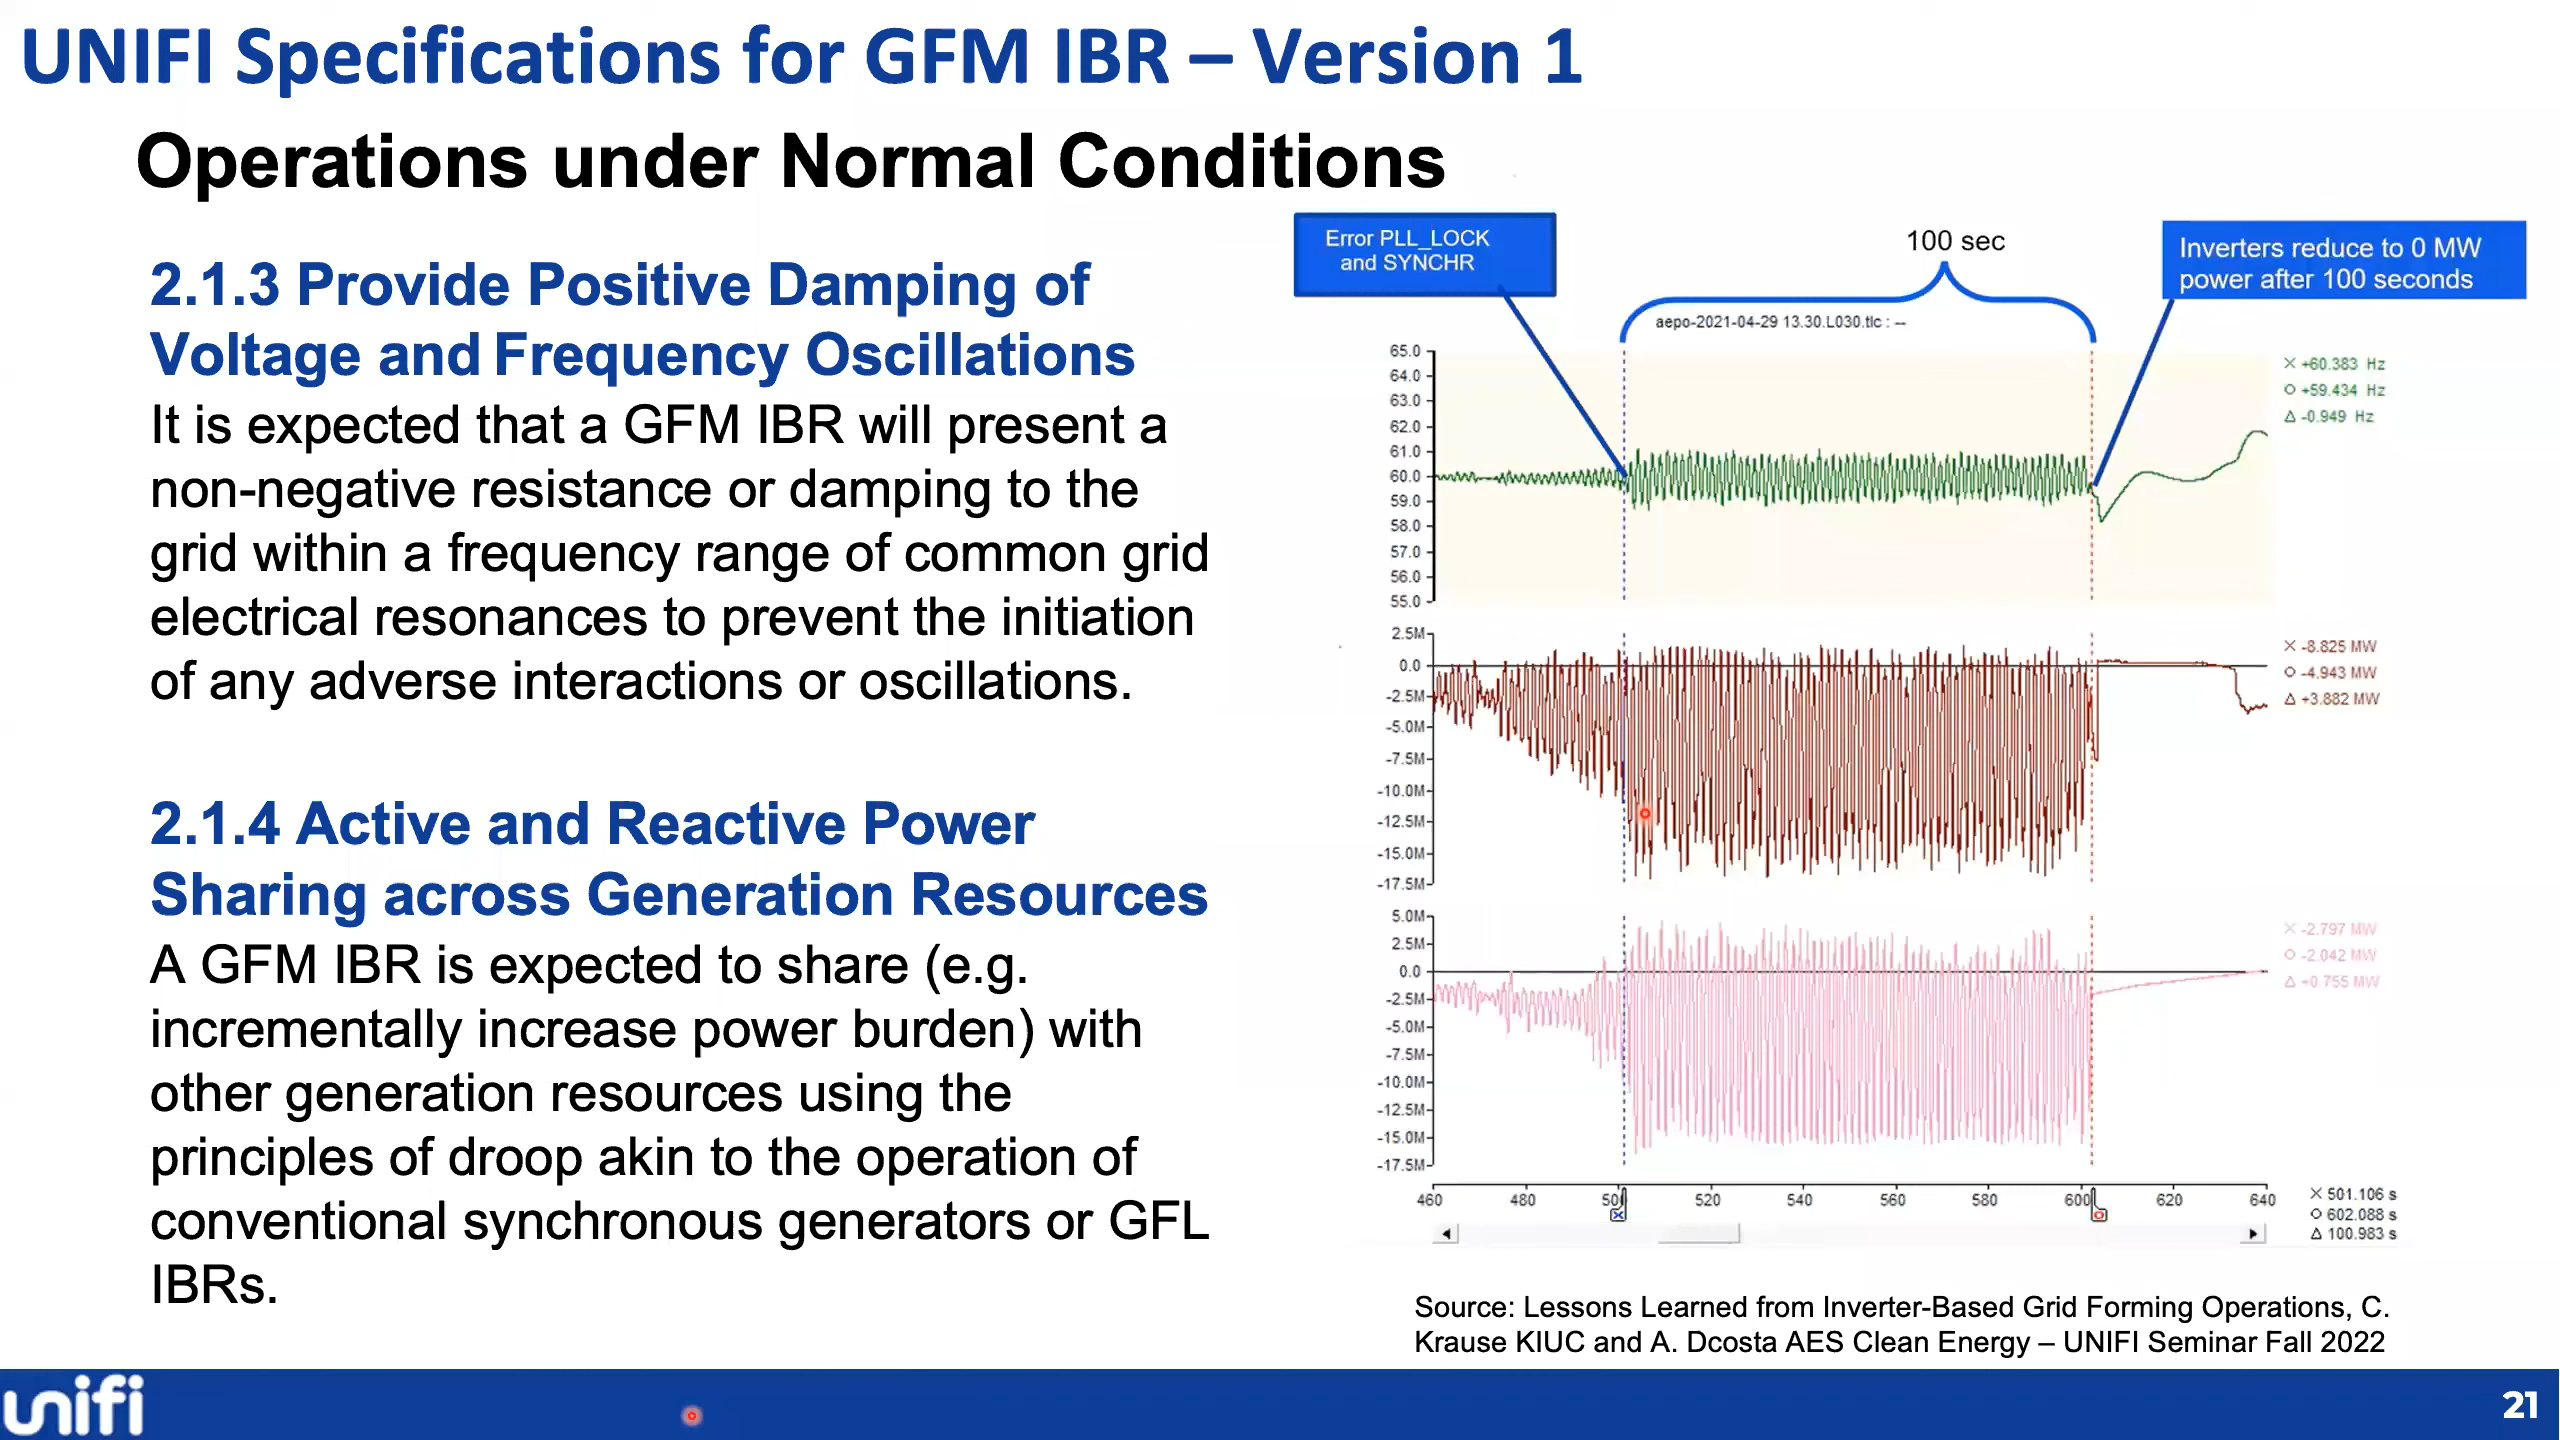 UNIFI Specifications for GFM IBR – Version 1
Operations under Normal Conditions
2.1.3 Provide Positive Damping of
Voltage and Frequency Oscillations
It is expected that a GFM IBR will present a
non-negative resistance or damping to the
grid within a frequency range of common grid
electrical resonances to prevent the initiation
of any adverse interactions or oscillations.
2.1.4 Active and Reactive Power
Sharing across Generation Resources
A GFM IBR is expected to share (e.g.
incrementally increase power burden) with
other generation resources using the
principles of droop akin to the operation of
conventional synchronous generators or GFL
IBRs.
Error PLL_LOCK
and SYNCHR
100 sec
Inverters reduce to 0 MW
power after 100 seconds
aepo-2021-04-29 13.30.L030.tlc : --
65.0
64.0
63.0
62.0
61.0
60.0
59.0
58.0
57.0
56.0
55.0
X +60.383 Hz
O +59.434 Hz
Δ -0.949 Hz
2.5M
0.0
-2.5M
-5.0M
-7.5M
-10.0M
-12.5M
-15.0M
-17.5M
X -8.825 MW
O -4.943 MW
Δ +3.882 MW
5.0M
2.5M
0.0
-2.5M
-5.0M
-7.5M
-10.0M
-12.5M
-15.0M
-17.5M
X -2.797 MW
O -2.042 MW
Δ +0.755 MW
460 480 500 520 540 560 580 600 620 640
X 501.106 s
O 602.088 s
Δ 100.983 s
Source: Lessons Learned from Inverter-Based Grid Forming Operations, C.
Krause KIUC and A. Dcosta AES Clean Energy – UNIFI Seminar Fall 2022
unifi
21